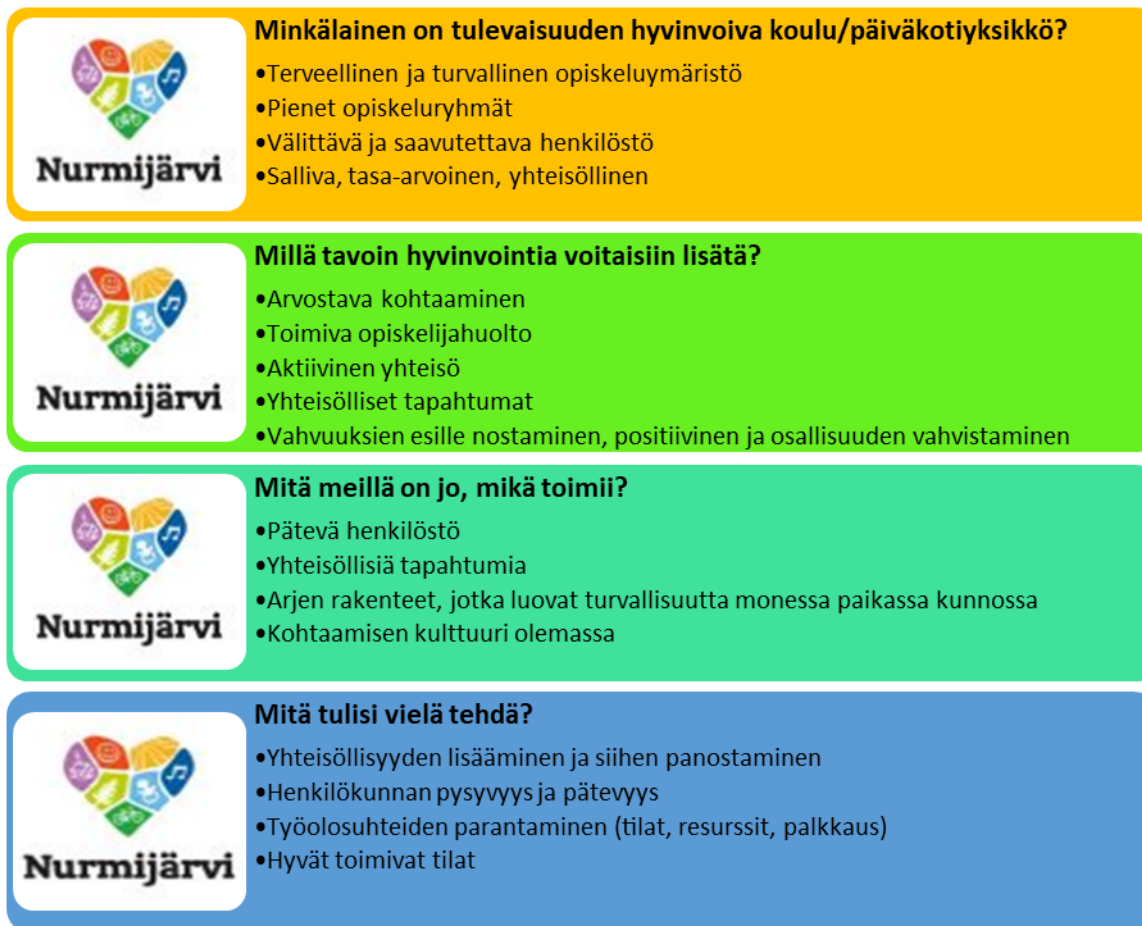 Minkälainen on tulevaisuuden hyvinvoiva koulu/päiväkotiyksikkö?
•Terveellinen ja turvallinen opiskeluymäristö
•Pienet opiskeluryhmät
•Välittävä ja saavutettava henkilöstö
•Salliva, tasa-arvoinen, yhteisöllinen
Nurmijärvi
Millä tavoin hyvinvointia voitaisiin lisätä?
•Arvostava kohtaaminen
•Toimiva opiskelijahuolto
•Aktiivinen yhteisö
•Yhteisölliset tapahtumat
•Vahvuuksien esille nostaminen, positiivinen ja osallisuuden vahvistaminen
Nurmijärvi
Mitä meillä on jo, mikä toimii?
•Pätevä henkilöstö
•Yhteisöllisiä tapahtumia
•Arjen rakenteet, jotka luovat turvallisuutta monessa paikassa kunnossa
•Kohtaamisen kulttuuri olemassa
Nurmijärvi
Mitä tulisi vielä tehdä?
•Yhteisöllisyyden lisääminen ja siihen panostaminen
•Henkilökunnan pysyvyys ja pätevyys
•Työolosuhteiden parantaminen (tilat, resurssit, palkkaus)
•Hyvät toimivat tilat
Nurmijärvi